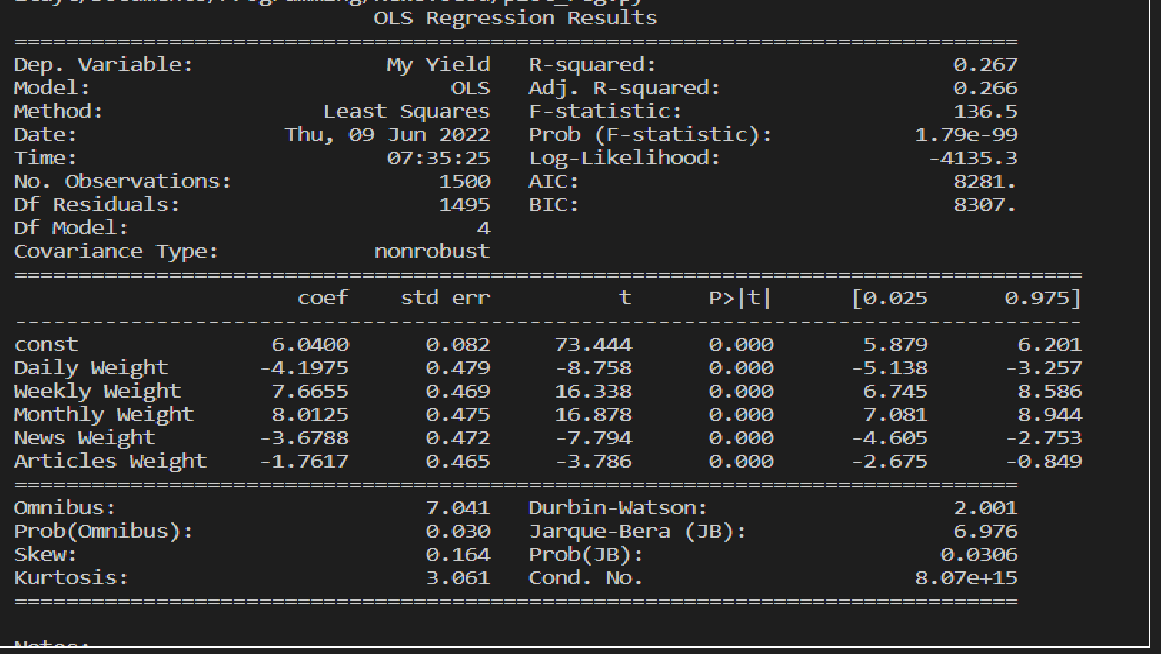 OLS Regression Results
==============================================================================
Dep. Variable: My Yield R-squared: 0.267
Model: OLS Adj. R-squared: 0.266
Method: Least Squares F-statistic: 136.5
Date: Thu, 09 Jun 2022 Prob (F-statistic): 1.79e-99
Time: 07:35:25 Log-Likelihood: -4135.3
No. Observations: 1500 AIC: 8281.
Df Residuals: 1495 BIC: 8307.
Df Model: 4
Covariance Type: nonrobust
===================================================================================
coef std err t P>|t| [0.025 0.975]
-----------------------------------------------------------------------------------
const 6.0400 0.082 73.444 0.000 5.879 6.201
Daily Weight -4.1975 0.479 -8.758 0.000 -5.138 -3.257
Weekly Weight 7.6655 0.469 16.338 0.000 6.745 8.586
Monthly Weight 8.0125 0.475 16.878 0.000 7.081 8.944
News Weight -3.6788 0.472 -7.794 0.000 -4.605 -2.753
Articles Weight -1.7617 0.465 -3.786 0.000 -2.675 -0.849
==============================================================================
Omnibus: 7.041 Durbin-Watson: 2.001
Prob(Omnibus): 0.030 Jarque-Bera (JB): 6.976
Skew: 0.164 Prob(JB): 0.0306
Kurtosis: 3.061 Cond. No. 8.07e+15
==============================================================================
Notes: